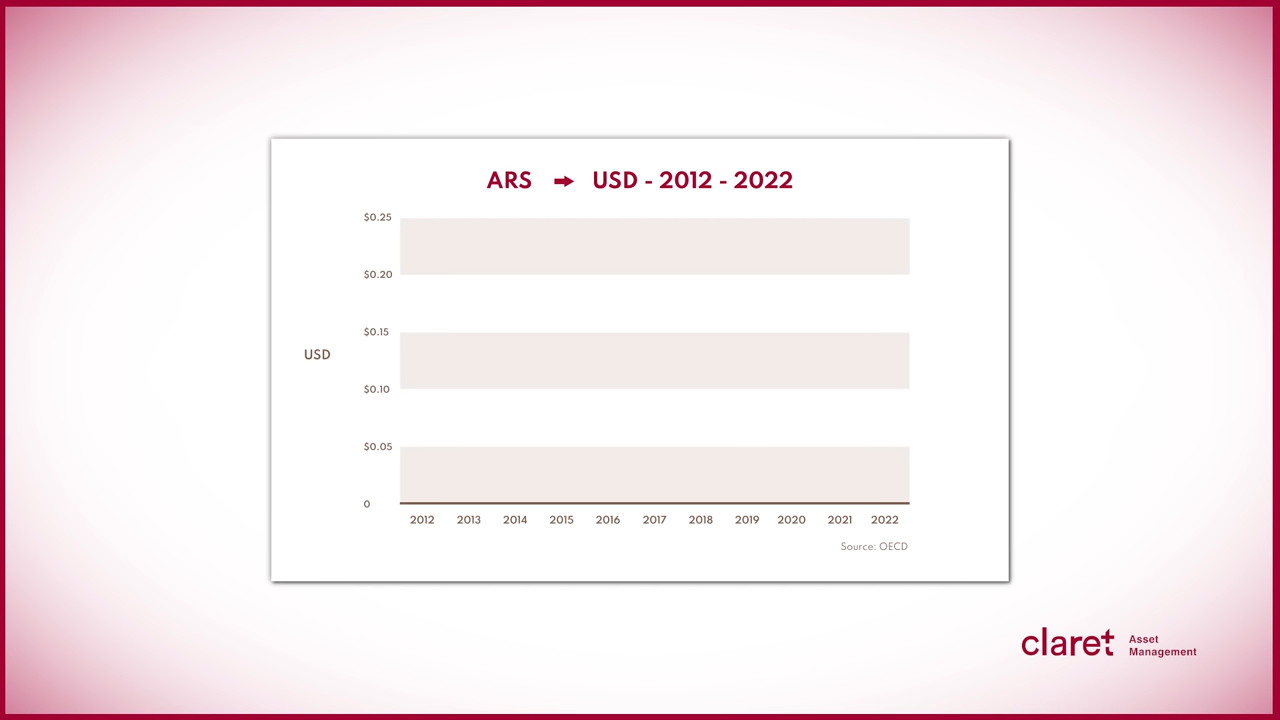 ARS → USD - 2012 - 2022
$0.25
$0.20
$0.15
USD
$0.10
$0.05
0
2012 2013 2014 2015 2016 2017 2018 2019 2020 2021 2022
Source: OECD
claret Asset
Management